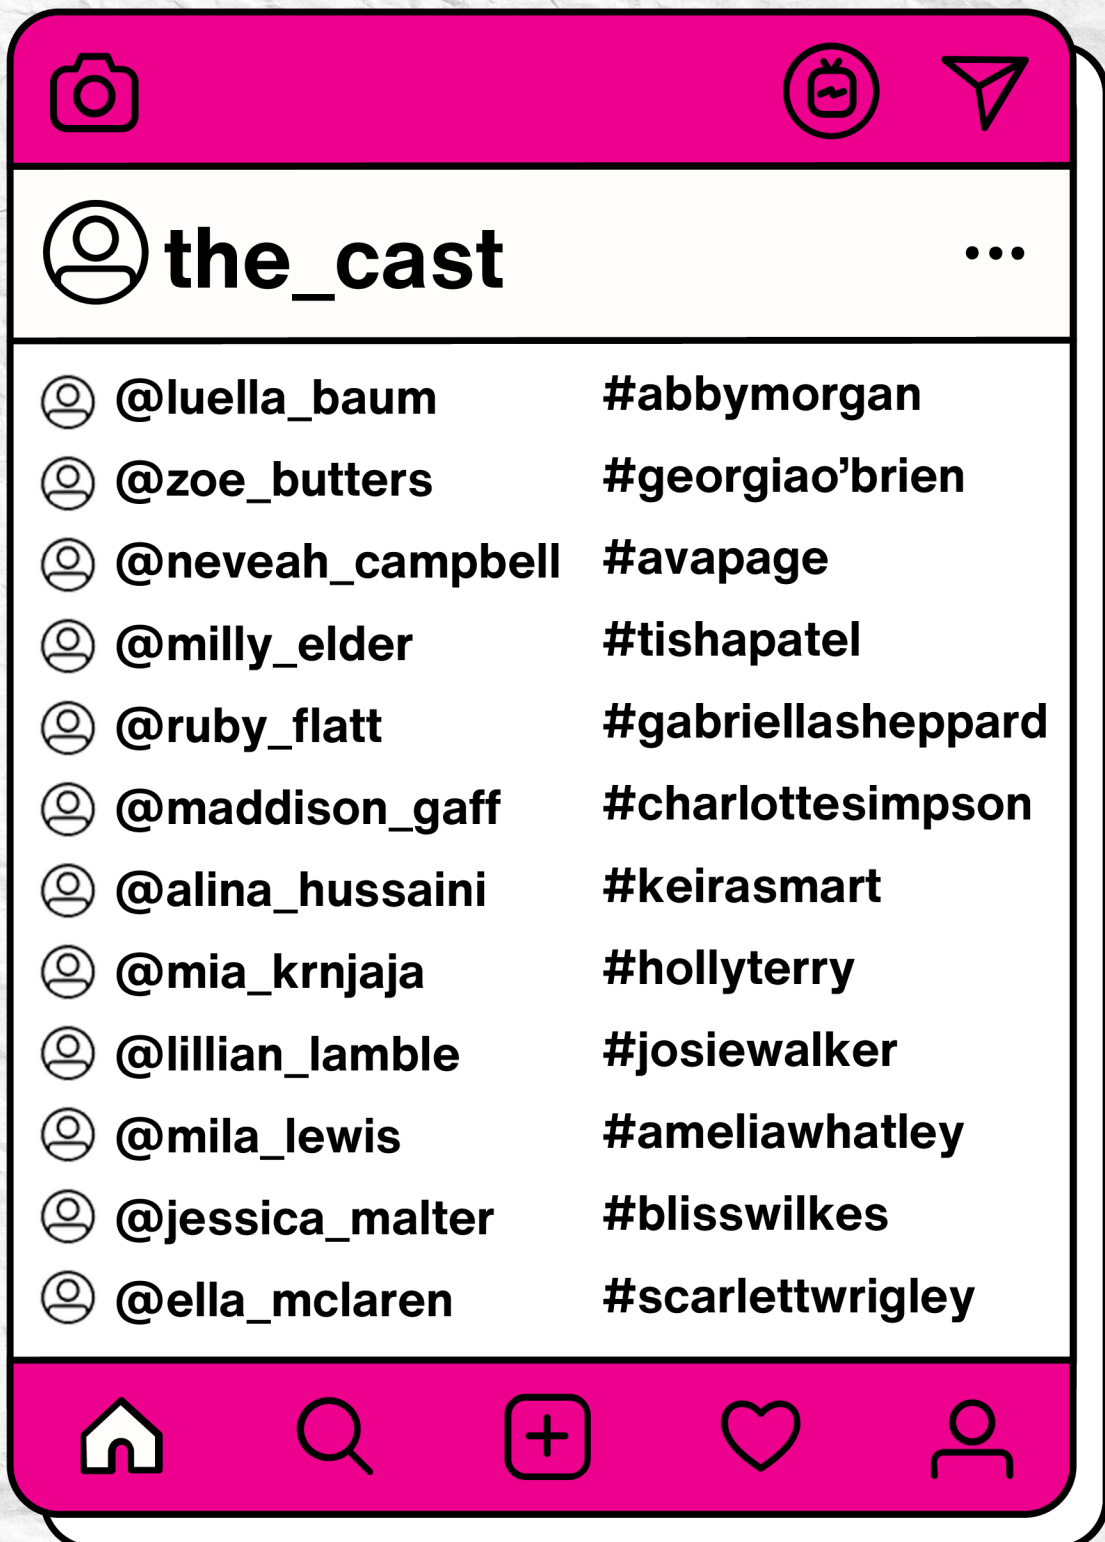 the_cast
@luella_baum #abbymorgan
@zoe_butters #georgiao’brien
@neveah_campbell #avapage
@milly_elder #tishapatel
@ruby_flatt #gabriellasheppard
@maddison_gaff #charlottesimpson
@alina_hussaini #keirasmart
@mia_krnjaja #hollyterry
@lillian_lamble #josiewalker
@mila_lewis #ameliawhatley
@jessica_malter #blisswilkes
@ella_mclaren #scarlettwrigley